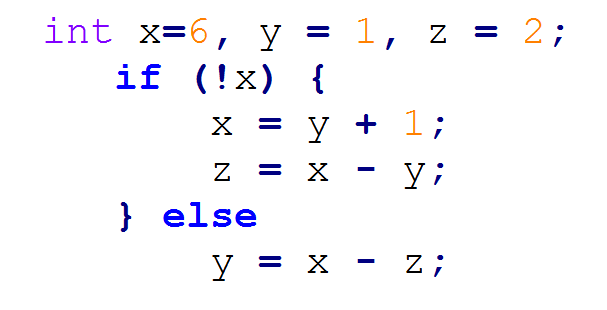 int x=6, y = 1, z = 2;
if (!x) {
x = y + 1;
z = x - y;
} else
y = x - z;